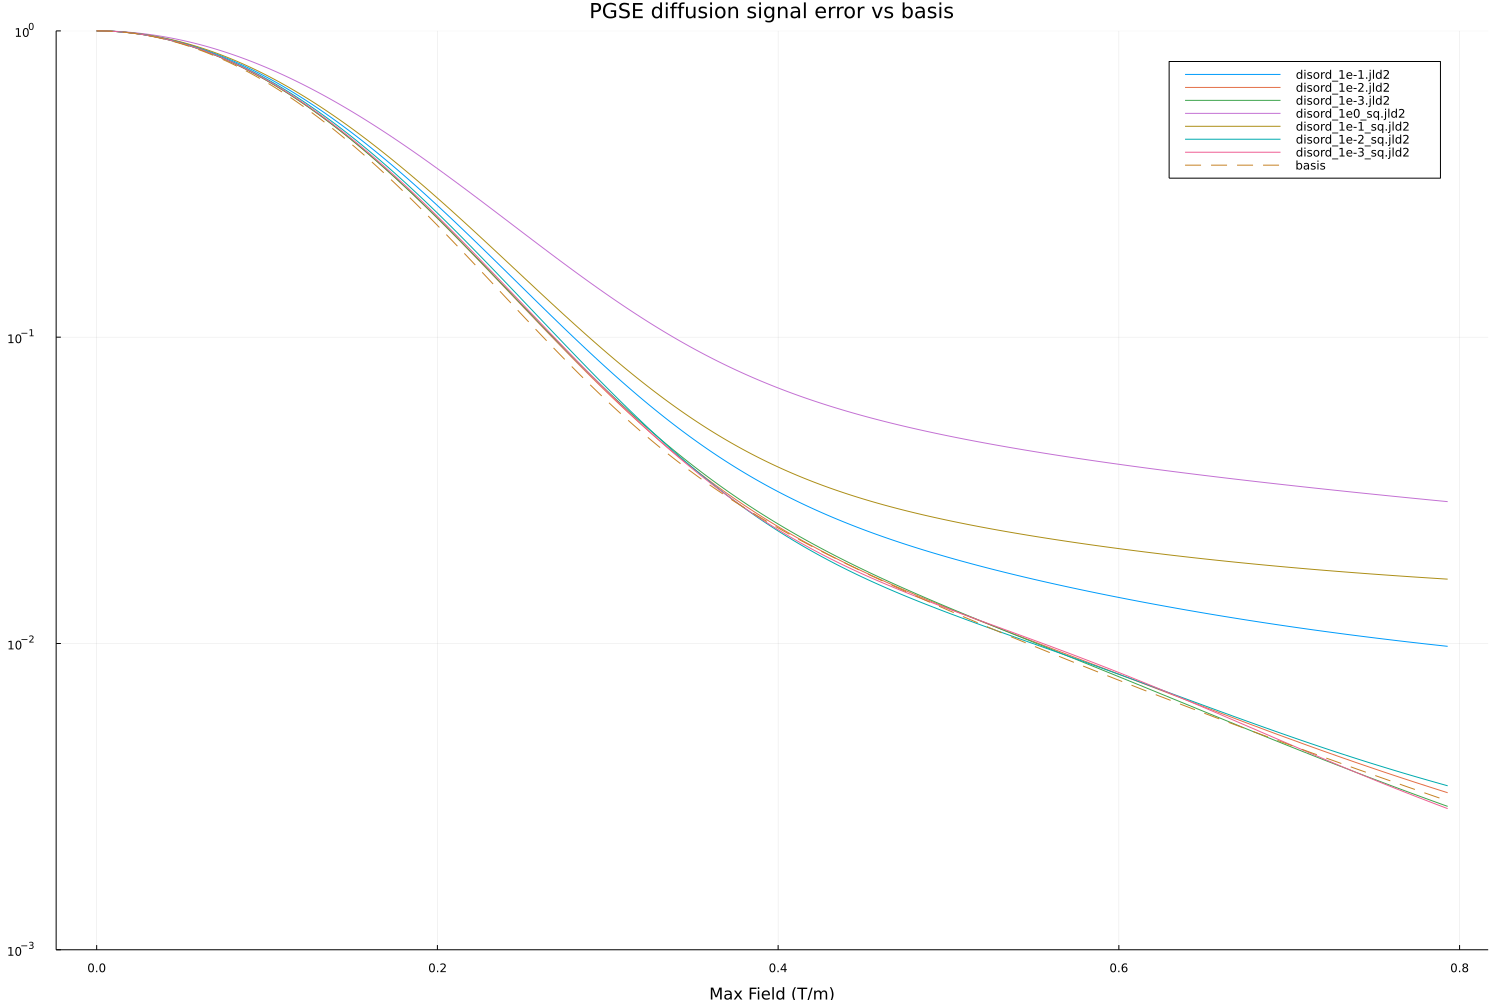 PGSE diffusion signal error vs basis
10^0
disord_1e-1.jld2
disord_1e-2.jld2
disord_1e-3.jld2
disord_1e0_sq.jld2
disord_1e-1_sq.jld2
disord_1e-2_sq.jld2
disord_1e-3_sq.jld2
basis
10^−1
10^−2
10^−3
0.0 0.2 0.4 0.6 0.8
Max Field (T/m)